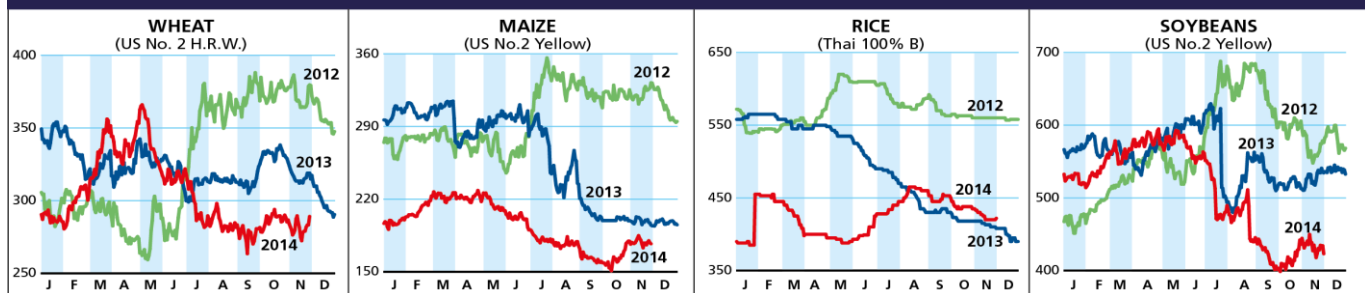 WHEAT
(US No. 2 H.R.W.)
400
350
300
250
2012
2013
2014
J F M A M J J A S O N D
MAIZE
(US No.2 Yellow)
360
290
220
150
2012
2013
2014
J F M A M J J A S O N D
RICE
(Thai 100% B)
650
550
450
350
2012
2014
2013
J F M A M J J A S O N D
SOYBEANS
(US No.2 Yellow)
700
600
500
400
2012
2013
2014
J F M A M J J A S O N D